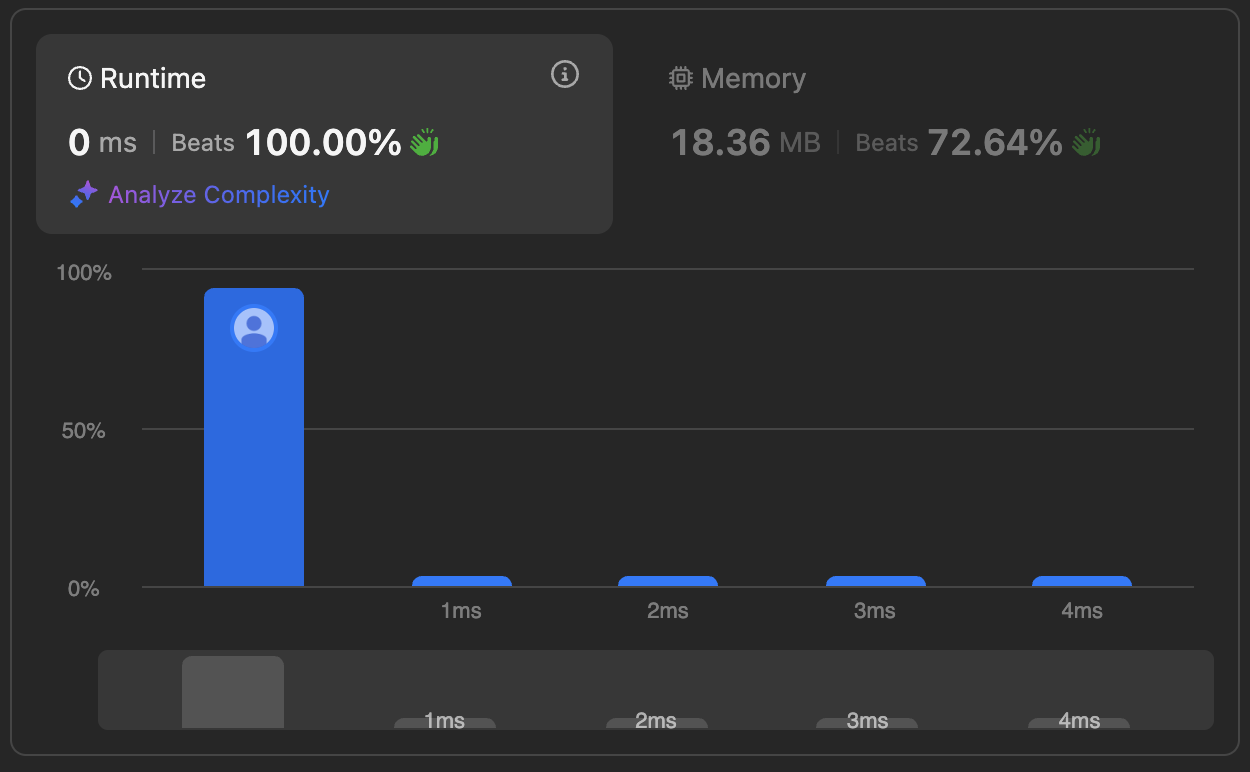 Runtime
0 ms | Beats 100.00%
Analyze Complexity
Memory
18.36 MB | Beats 72.64%
100%
50%
0%
1ms 2ms 3ms 4ms
1ms 2ms 3ms 4ms